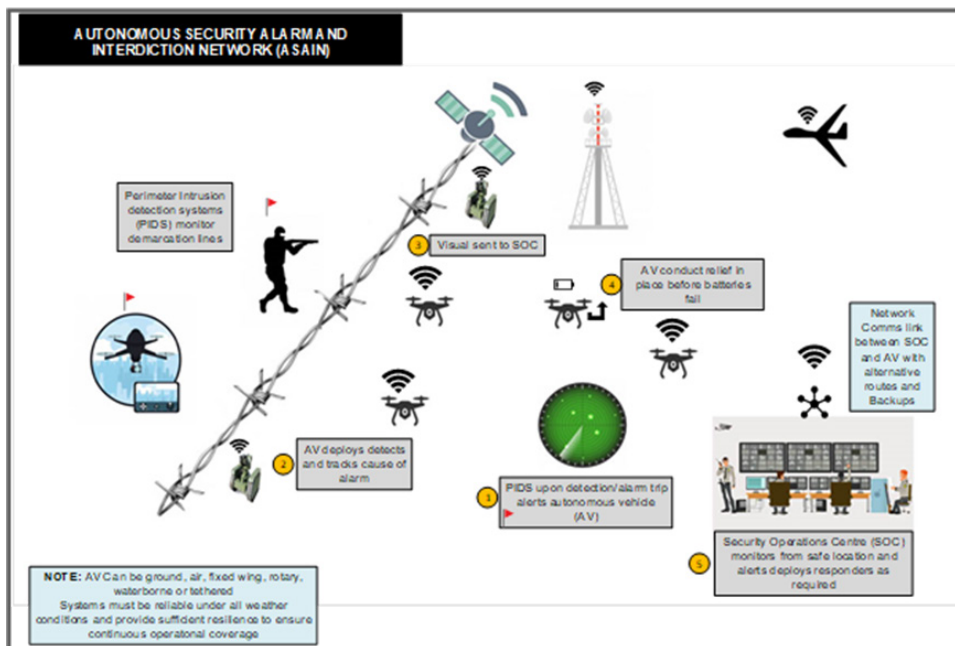 AUTONOMOUS SECURITY ALARM AND
INTERDICTION NETWORK (ASAIN)
Perimeter Intrusion
detection systems
(PIDS) monitor
demarcation lines
3
Visual sent to SOC
4
AV conduct relief in
place before batteries
fail
Network
Comms link
between SOC
and AV with
alternative
routes and
Backups
2
AV deploys detects
and tracks cause of
alarm
1
PIDS upon detection/alarm trip
alerts autonomous vehicle
(AV)
5
Security Operations Centre (SOC)
monitors from safe location and
alerts deploys responders as
required
NOTE: AV Can be ground, air, fixed wing, rotary,
waterborne or tethered
Systems must be reliable under all weather
conditions and provide sufficient resilience to ensure
continuous operatonal coverage